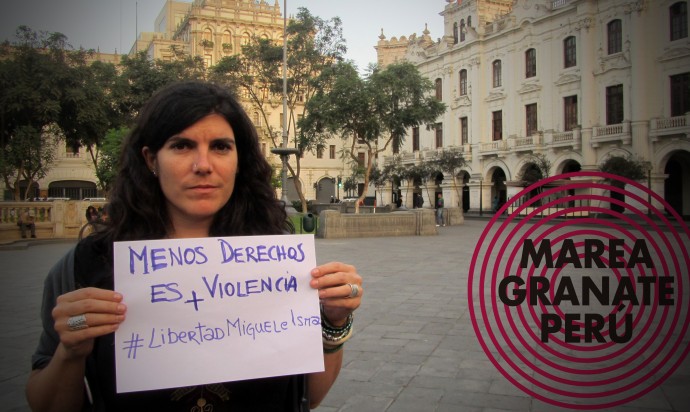 MENOS DERECHOS
ES + VIOLENCIA
#LIBERTADMIGUELEISMA
MAREA
GRANATE
PERÚ